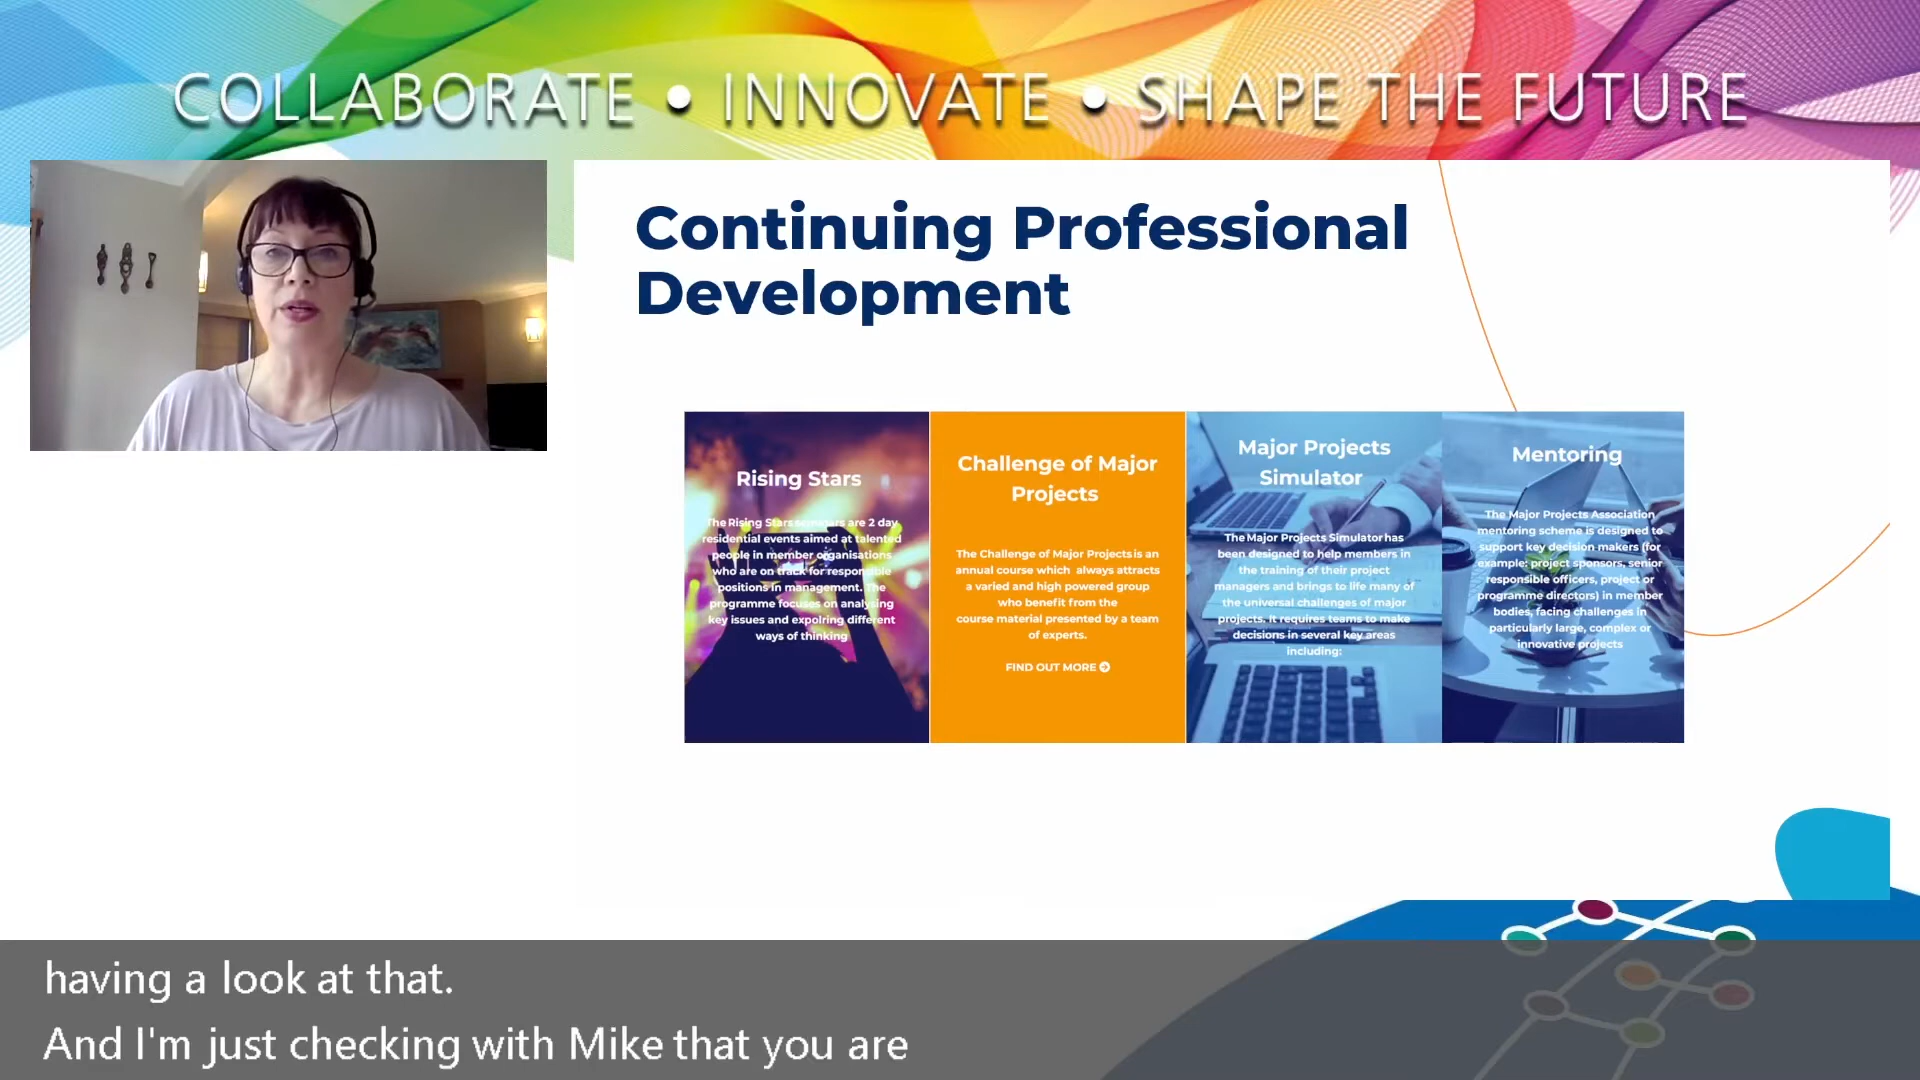 COLLABORATE • INNOVATE • SHAPE THE FUTURE
Continuing Professional
Development
Rising Stars
The Rising Stars seminars are 2 day
residential events aimed at talented
people in member organisations
who are on track for responsible
positions in management. The
programme focuses on analysing
key issues and expolring different
ways of thinking
Challenge of Major
Projects
The Challenge of Major Projects is an
annual course which always attracts
a varied and high powered group
who benefit from the
course material presented by a team
of experts.
FIND OUT MORE
Major Projects
Simulator
The Major Projects Simulator has
been designed to help members in
the training of their project
managers and brings to life many of
the universal challenges of major
projects. It requires teams to make
decisions in several key areas
including:
Mentoring
The Major Projects Association
mentoring scheme is designed to
support key decision makers (for
example: project sponsors, senior
responsible officers, project or
programme directors) in member
bodies, facing challenges in
particularly large, complex or
innovative projects
having a look at that.
And I'm just checking with Mike that you are